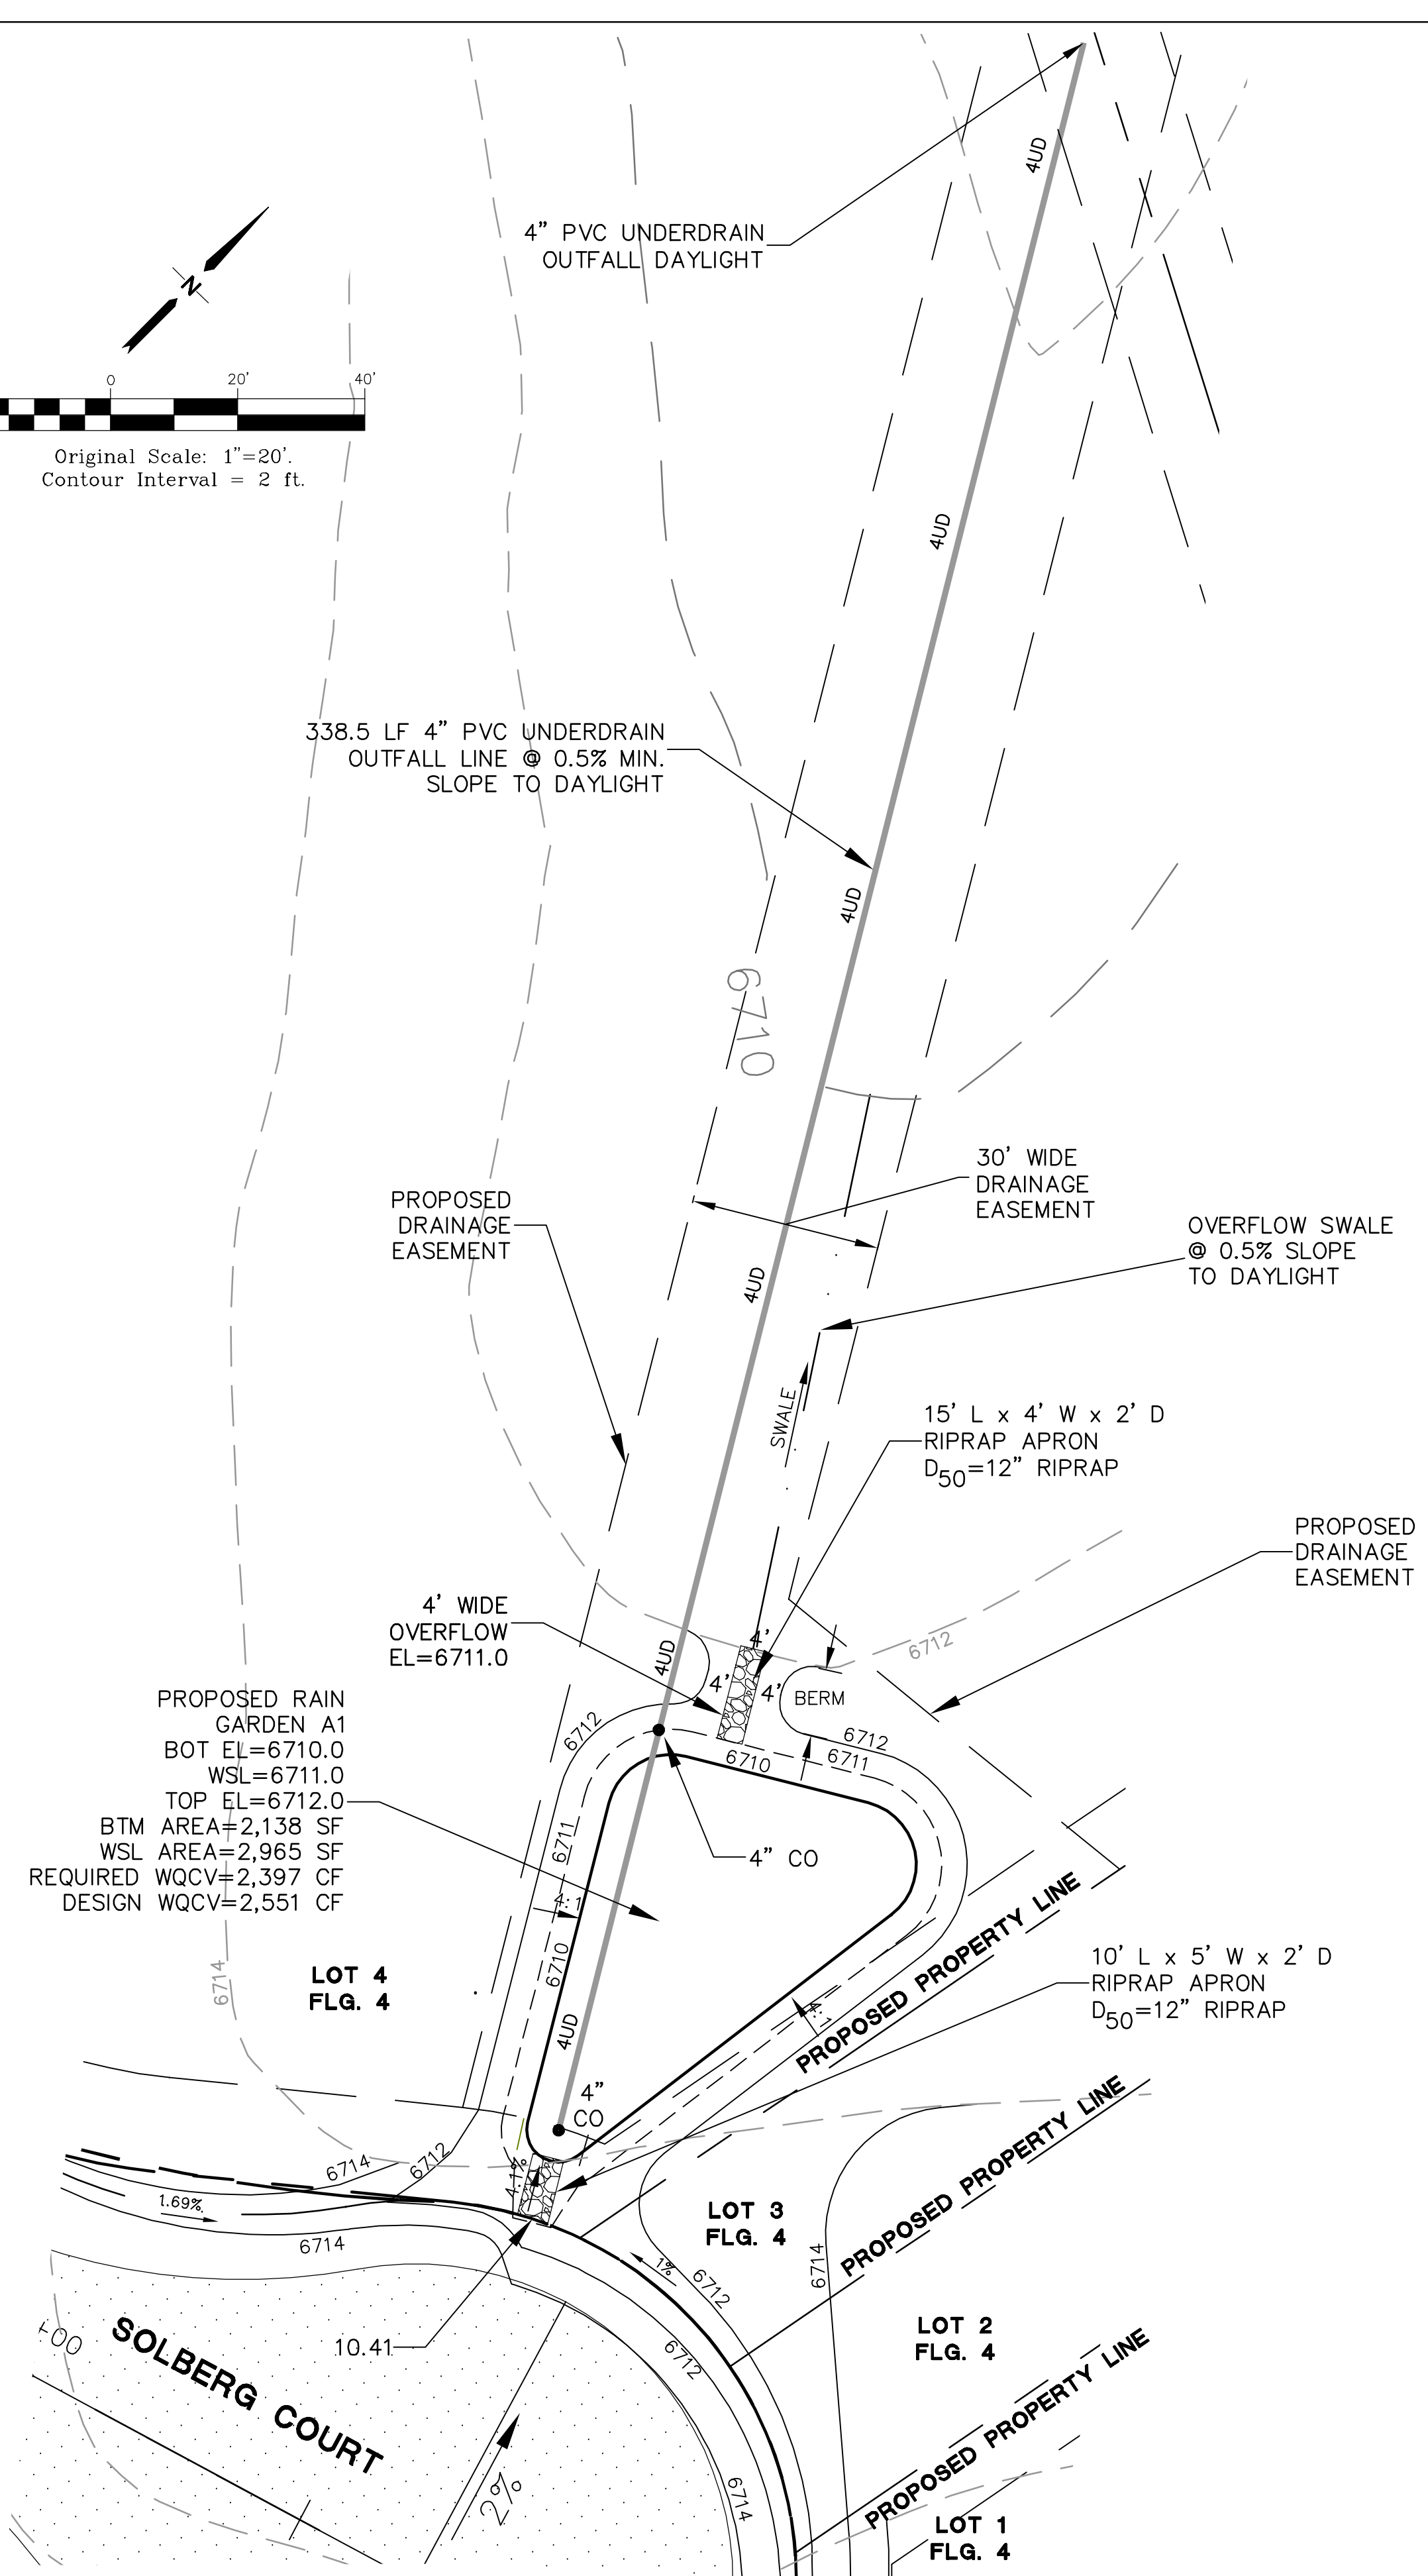 4UD
4” PVC UNDERDRAIN
OUTFALL DAYLIGHT
N
0 20' 40'
Original Scale: 1"=20'.
Contour Interval = 2 ft.
4UD
338.5 LF 4” PVC UNDERDRAIN
OUTFALL LINE @ 0.5% MIN.
SLOPE TO DAYLIGHT
4UD
6710
30' WIDE
DRAINAGE
EASEMENT
PROPOSED
DRAINAGE
EASEMENT
OVERFLOW SWALE
@ 0.5% SLOPE
TO DAYLIGHT
4UD
SWALE
15' L x 4' W x 2' D
RIPRAP APRON
D50=12” RIPRAP
PROPOSED
DRAINAGE
EASEMENT
4' WIDE
OVERFLOW
EL=6711.0
4UD
4'
4'
4'
BERM
6712
6712
6712
6711
6710
PROPOSED RAIN
GARDEN A1
BOT EL=6710.0
WSL=6711.0
TOP EL=6712.0
BTM AREA=2,138 SF
WSL AREA=2,965 SF
REQUIRED WQCV=2,397 CF
DESIGN WQCV=2,551 CF
4” CO
6711
4:1
6710
4UD
4”
CO
4:1
PROPOSED PROPERTY LINE
10' L x 5' W x 2' D
RIPRAP APRON
D50=12” RIPRAP
LOT 4
FLG. 4
6714
6714
6712
4.1%
1.69%
6714
LOT 3
FLG. 4
PROPOSED PROPERTY LINE
1%
6712
6714
6712
10.41
LOT 2
FLG. 4
+00
SOLBERG COURT
2%
6714
PROPOSED PROPERTY LINE
LOT 1
FLG. 4